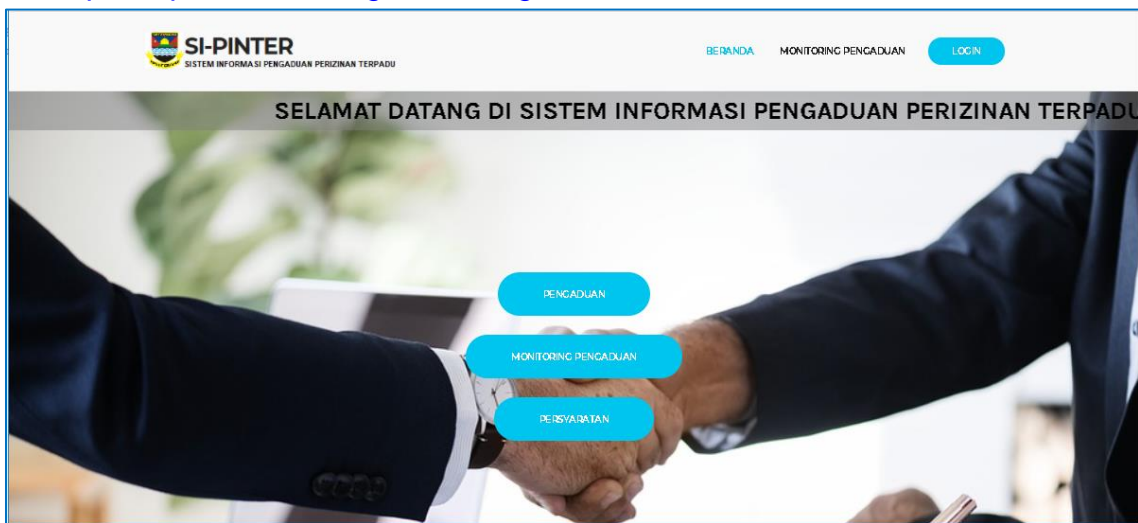 SI-PINTER
SISTEM INFORMASI PENGADUAN PERIZINAN TERPADU
BERANDA
MONITORING PENGADUAN
LOGIN
SELAMAT DATANG DI SISTEM INFORMASI PENGADUAN PERIZINAN TERPADU
PENGADUAN
MONITORING PENGADUAN
PERSYARATAN